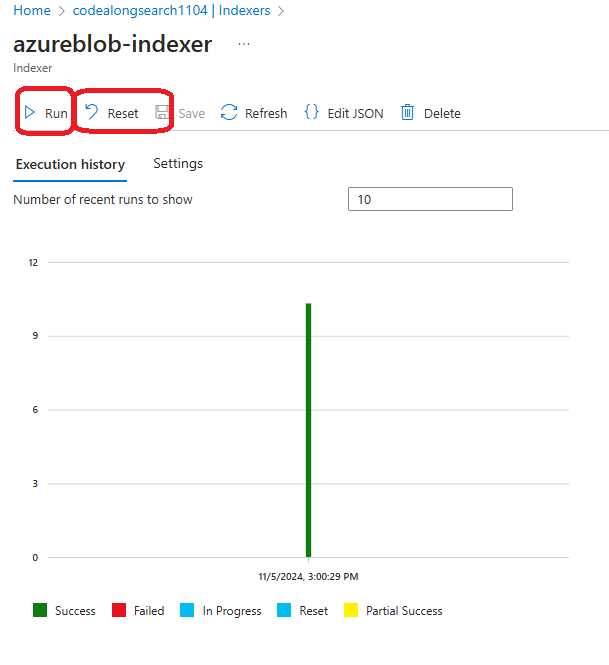 Home > codealongsearch1104 | Indexers >
azureblob-indexer ...
Indexer
Run Reset Save Refresh {} Edit JSON Delete
Execution history Settings
Number of recent runs to show 10
12
9
6
3
0
11/5/2024, 3:00:29 PM
Success Failed In Progress Reset Partial Success